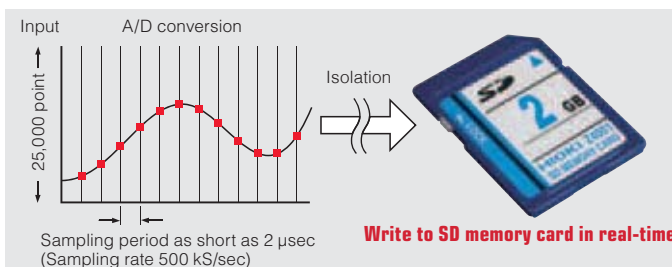 Input
A/D conversion
25,000 point
Isolation
SD
2
GB
HIOKI Z4001
SD MEMORY CARD
Write to SD memory card in real-time
Sampling period as short as 2 µsec
(Sampling rate 500 kS/sec)